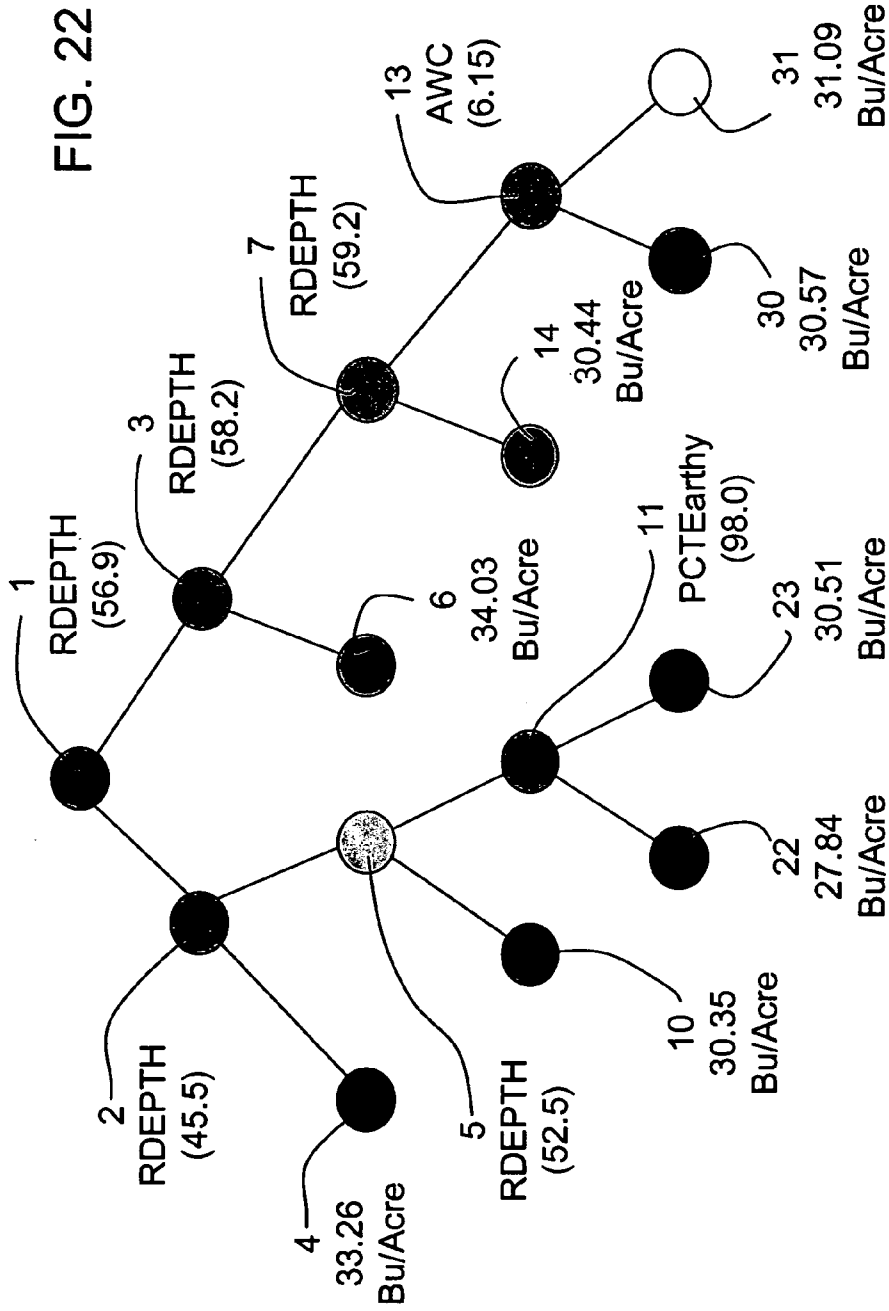 FIG. 22
1
RDEPTH
(56.9)
2
RDEPTH
(45.5)
3
RDEPTH
(58.2)
4
33.26
Bu/Acre
5
RDEPTH
(52.5)
6
34.03
Bu/Acre
7
RDEPTH
(59.2)
10
30.35
Bu/Acre
11
PCTEarthy
(98.0)
14
30.44
Bu/Acre
13
AWC
(6.15)
22
27.84
Bu/Acre
23
30.51
Bu/Acre
30
30.57
Bu/Acre
31
31.09
Bu/Acre